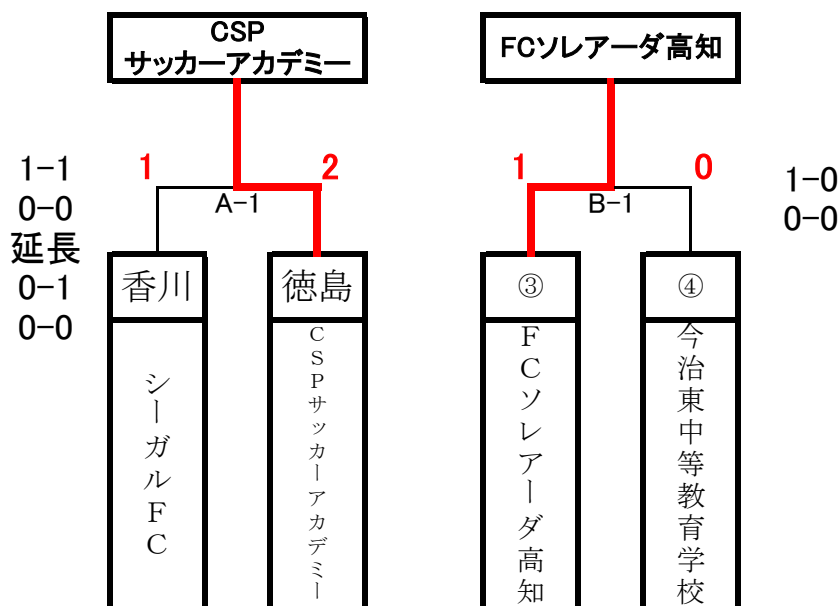 CSP
サッカーアカデミー
FCソレアーダ高知
1-1
0-0
延長
0-1
0-0
1
2
A-1
1
0
B-1
1-0
0-0
香川
徳島
③
④
シーガルFC
CSPサッカーアカデミー
FCソレアーダ高知
今治東中等教育学校